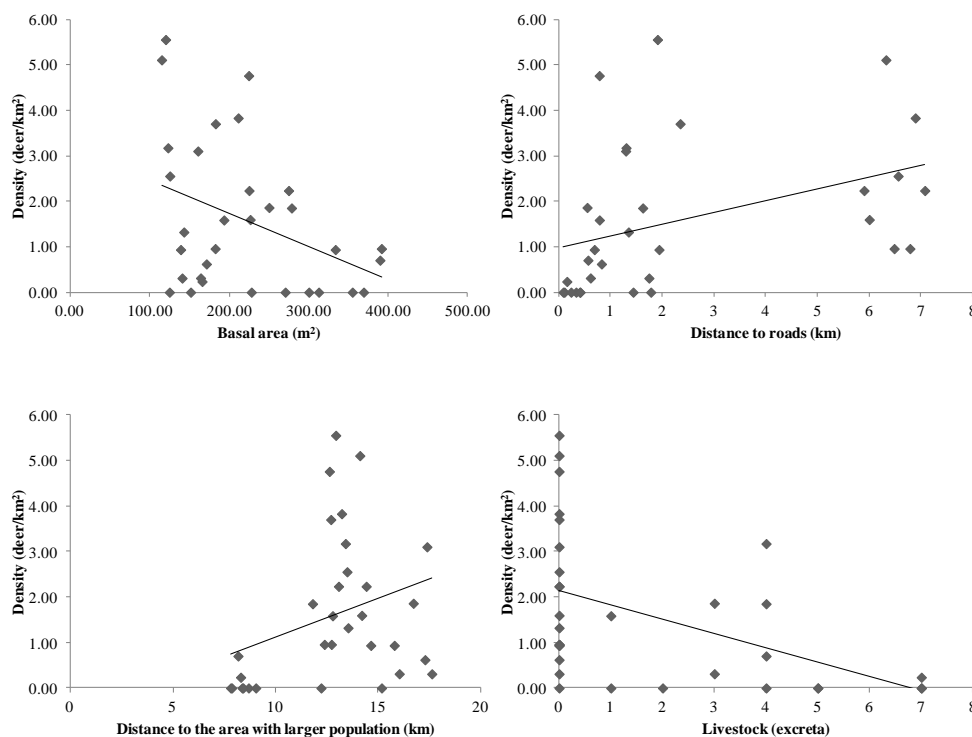 6.00
5.00
4.00
3.00
2.00
1.00
0.00
Density (deer/km²)
0.00 100.00 200.00 300.00 400.00 500.00
Basal area (m²)
6.00
5.00
4.00
3.00
2.00
1.00
0.00
Density (deer/km²)
0 1 2 3 4 5 6 7 8
Distance to roads (km)
6.00
5.00
4.00
3.00
2.00
1.00
0.00
Density (deer/km²)
0 5 10 15 20
Distance to the area with larger population (km)
6.00
5.00
4.00
3.00
2.00
1.00
0.00
Density (deer/km²)
0 1 2 3 4 5 6 7 8
Livestock (excreta)